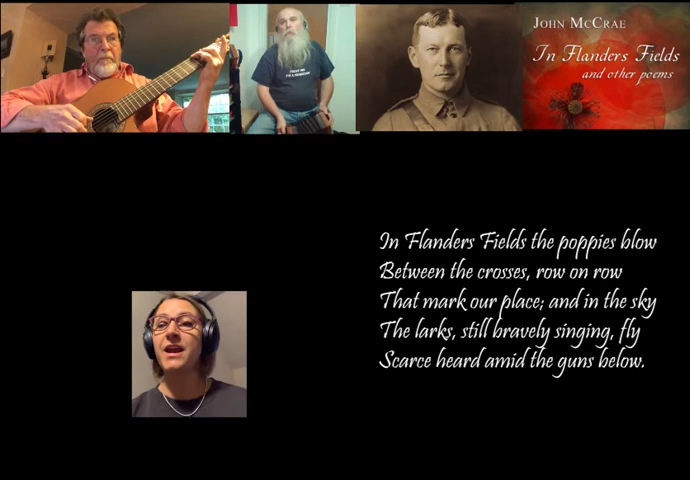 John McCrae
In Flanders Fields
and other poems
In Flanders Fields the poppies blow
Between the crosses, row on row
That mark our place; and in the sky
The larks, still bravely singing, fly
Scarce heard amid the guns below.